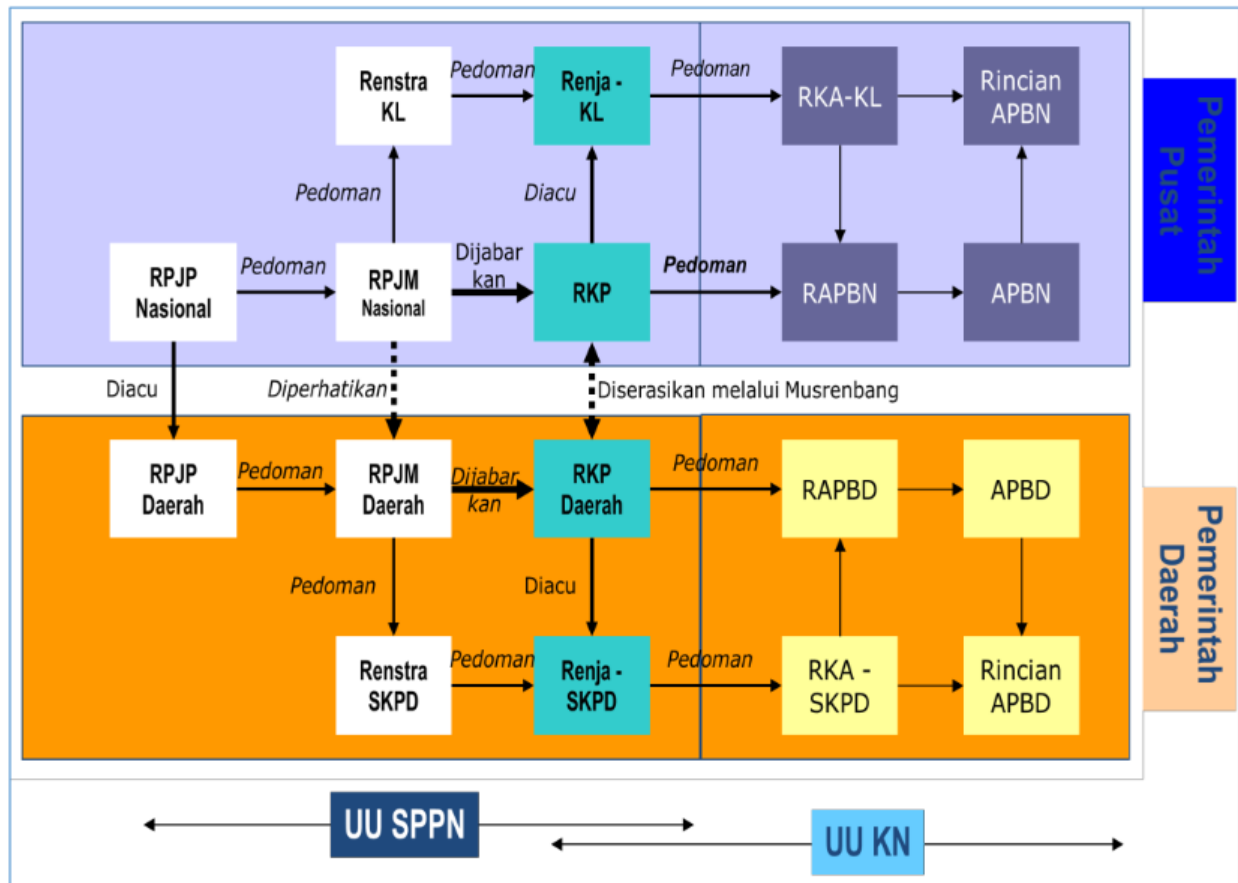 Renstra
KL
Pedoman
Renja -
KL
Pedoman
RKA-KL
Rincian
APBN
Pedoman
Diacu
RPJP
Nasional
Pedoman
RPJM
Nasional
Dijabar
kan
RKP
Pedoman
RAPBN
APBN
Pemerintah
Pusat
Diacu
Diperhatikan
Diserasikan melalui Musrenbang
RPJP
Daerah
Pedoman
RPJM
Daerah
Dijabar
kan
RKP
Daerah
Pedoman
RAPBD
APBD
Pedoman
Diacu
Renstra
SKPD
Pedoman
Renja -
SKPD
Pedoman
RKA -
SKPD
Rincian
APBD
Pemerintah
Daerah
UU SPPN
UU KN